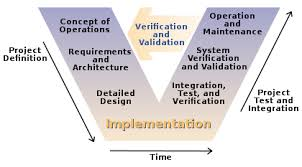 Concept of
Operations
Verification
and
Validation
Operation
and
Maintenance
Project
Definition
Requirements
and
Architecture
System
Verification
and Validation
Detailed
Design
Integration,
Test, and
Verification
Project
Test and
Integration
Implementation
Time